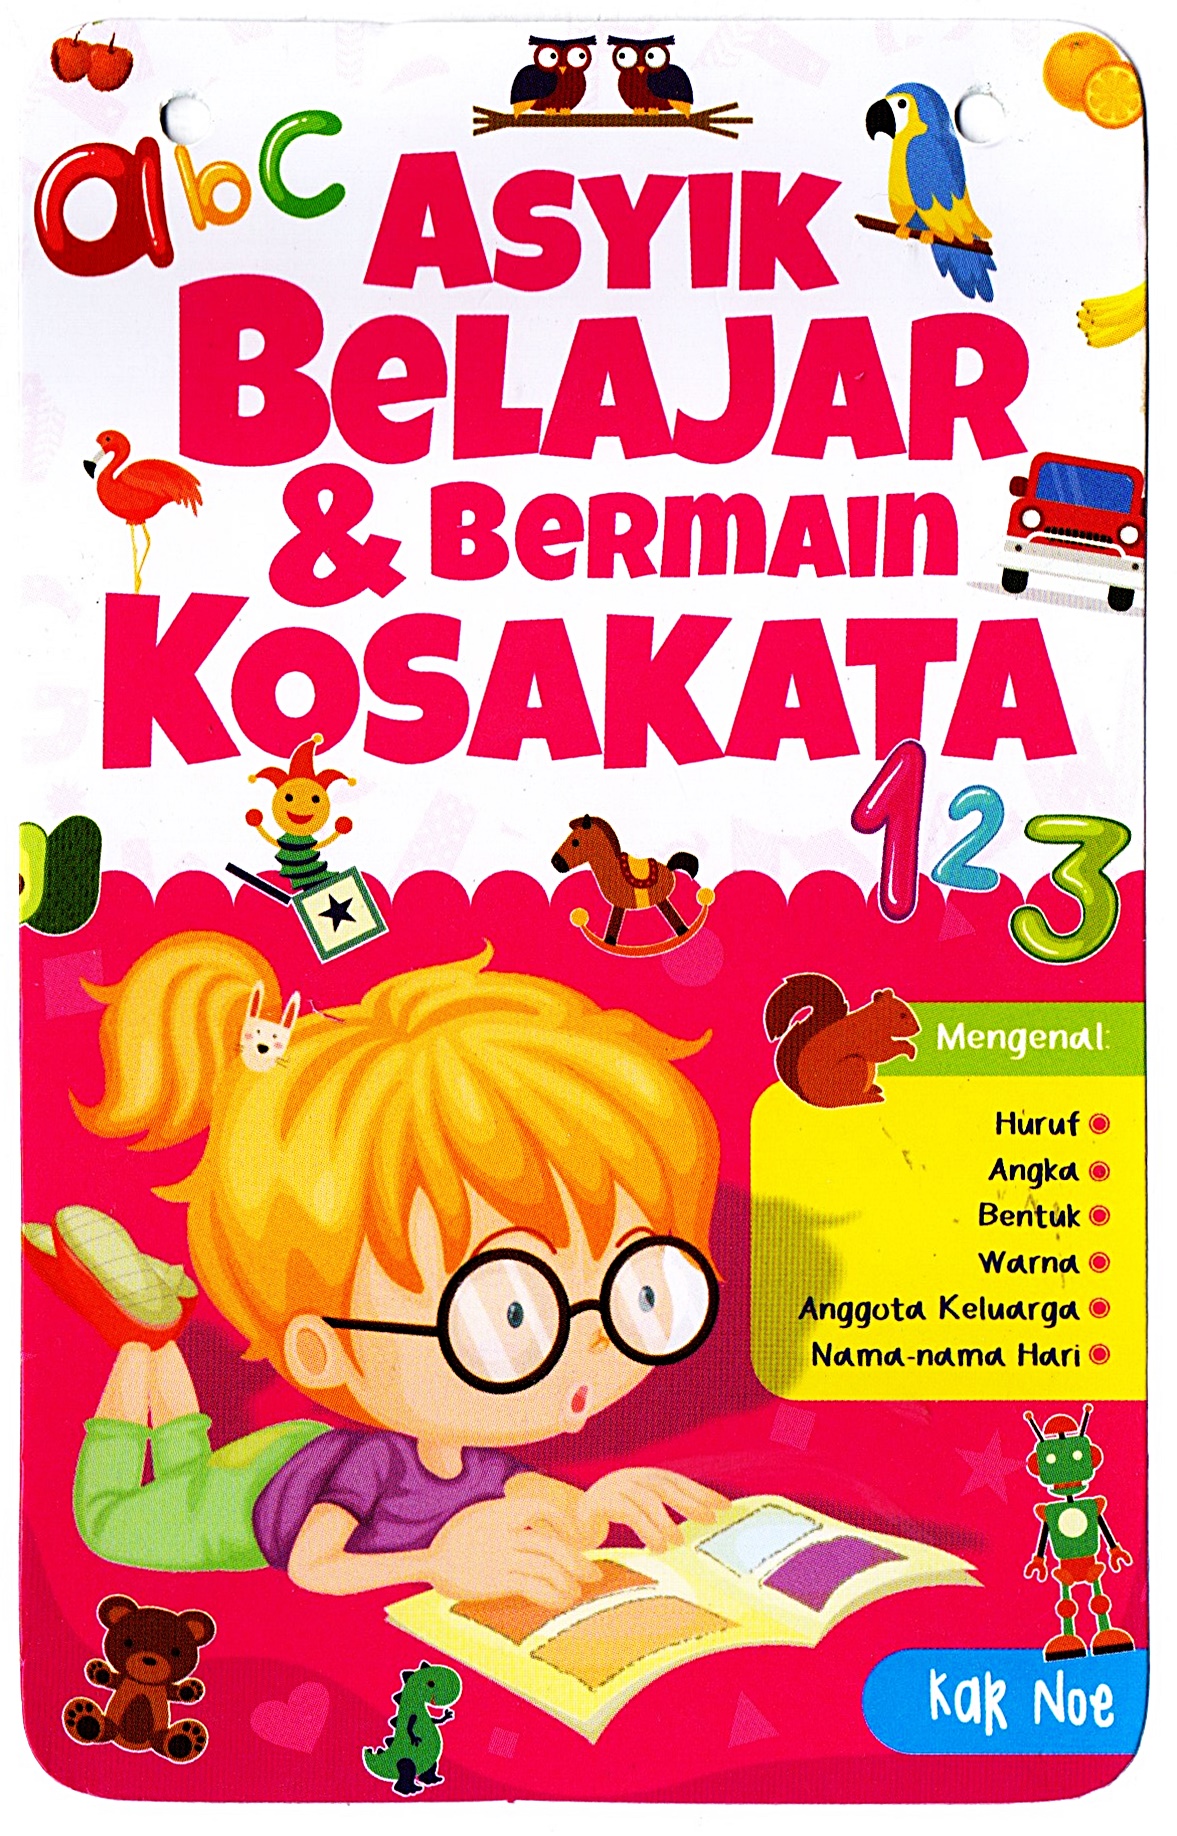 abc
ASYIK
BeLAJAR
& BeRmAIn
KOSAKATA
123
Mengenal:
Huruf
Angka
Bentuk
Warna
Anggota Keluarga
Nama-nama Hari
Kak Noe